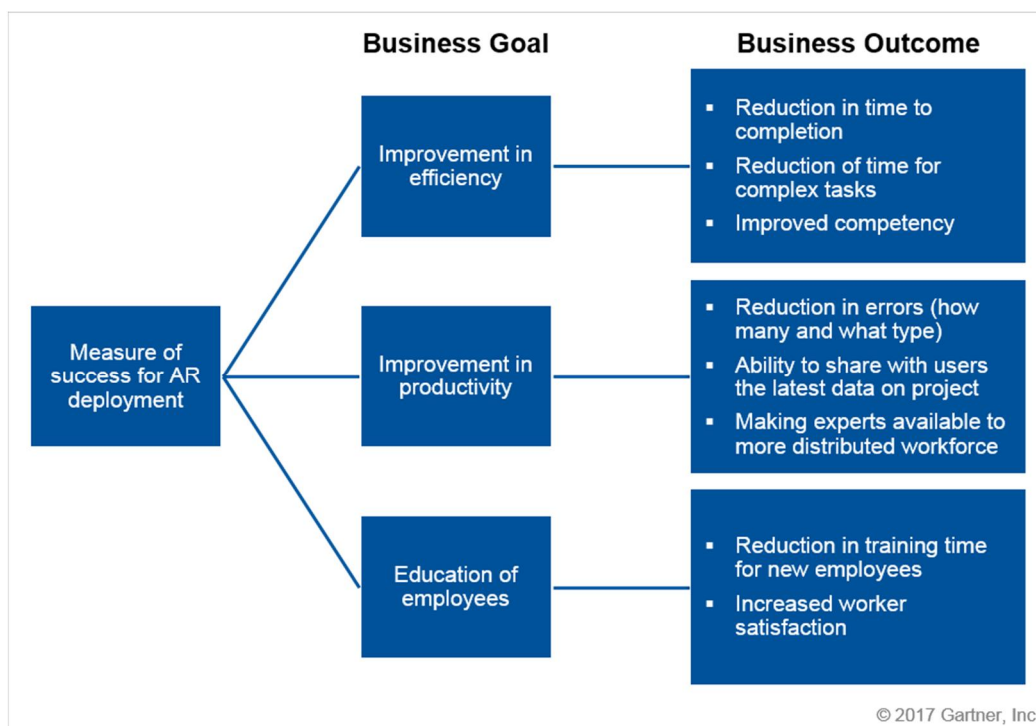 Business Goal
Business Outcome
Measure of
success for AR
deployment
Improvement in
efficiency
▪ Reduction in time to
completion
▪ Reduction of time for
complex tasks
▪ Improved competency
Improvement in
productivity
▪ Reduction in errors (how
many and what type)
▪ Ability to share with users
the latest data on project
▪ Making experts available to
more distributed workforce
Education of
employees
▪ Reduction in training time
for new employees
▪ Increased worker
satisfaction
© 2017 Gartner, Inc